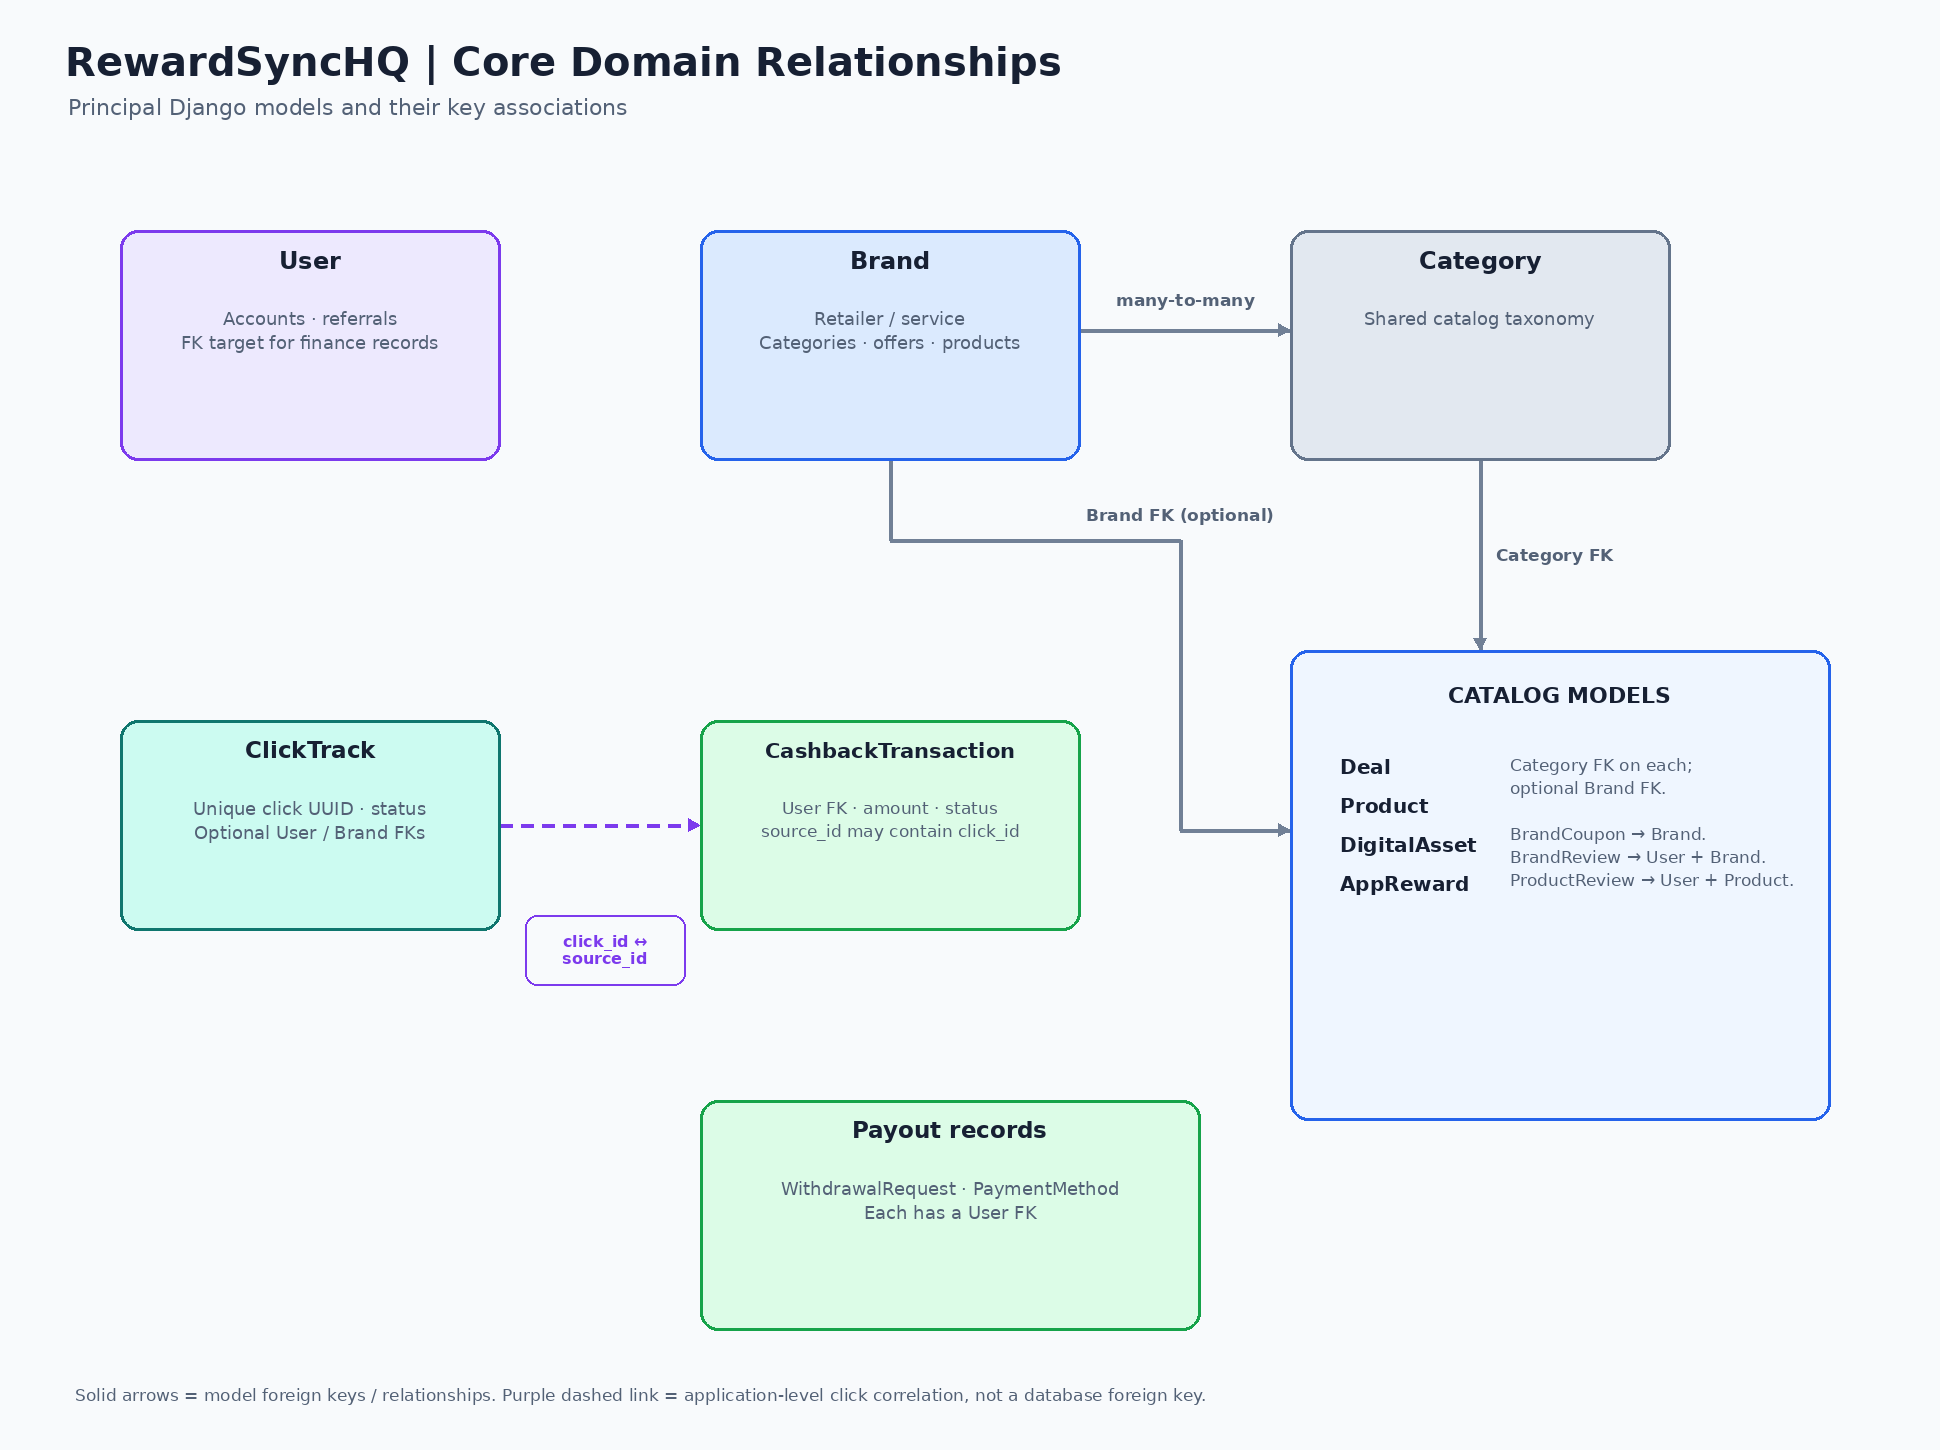 RewardSyncHQ | Core Domain Relationships
Principal Django models and their key associations
User
Accounts · referrals
FK target for finance records
Brand
Retailer / service
Categories · offers · products
many-to-many
Category
Shared catalog taxonomy
Brand FK (optional)
Category FK
ClickTrack
Unique click UUID · status
Optional User / Brand FKs
CashbackTransaction
User FK · amount · status
source_id may contain click_id
click_id ↔
source_id
CATALOG MODELS
Deal
Product
DigitalAsset
AppReward
Category FK on each;
optional Brand FK.
BrandCoupon → Brand.
BrandReview → User + Brand.
ProductReview → User + Product.
Payout records
WithdrawalRequest · PaymentMethod
Each has a User FK
Solid arrows = model foreign keys / relationships. Purple dashed link = application-level click correlation, not a database foreign key.